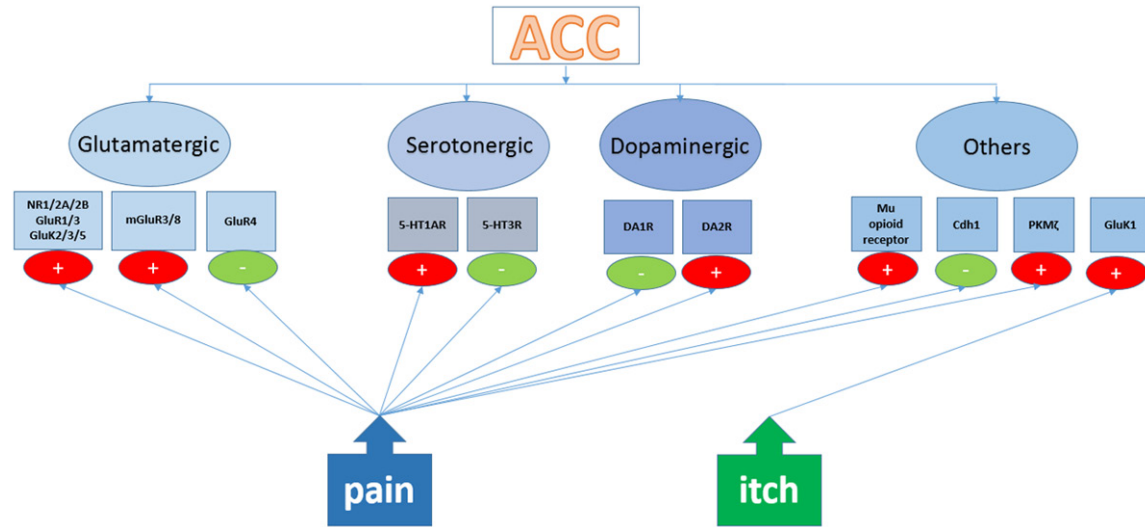 ACC
Glutamatergic
Serotonergic
Dopaminergic
Others
NR1/2A/2B
GluR1/3
GluK2/3/5
mGluR3/8
GluR4
5-HT1AR
5-HT3R
DA1R
DA2R
Mu
opioid
receptor
Cdh1
PKMζ
GluK1
+
+
-
+
-
-
+
+
-
+
+
pain
itch